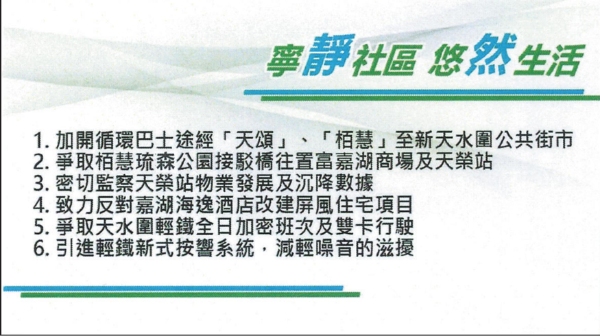 寧靜社區 悠然生活
1. 加開循環巴士途經「天頌」、「栢慧」至新天水圍公共街市
2. 爭取栢慧琉森公園接駁橋往置富嘉湖商場及天榮站
3. 密切監察天榮站物業發展及沉降數據
4. 致力反對嘉湖海逸酒店改建屏風住宅項目
5. 爭取天水圍輕鐵全日加密班次及雙卡行駛
6. 引進輕鐵新式按響系統，減輕噪音的滋擾